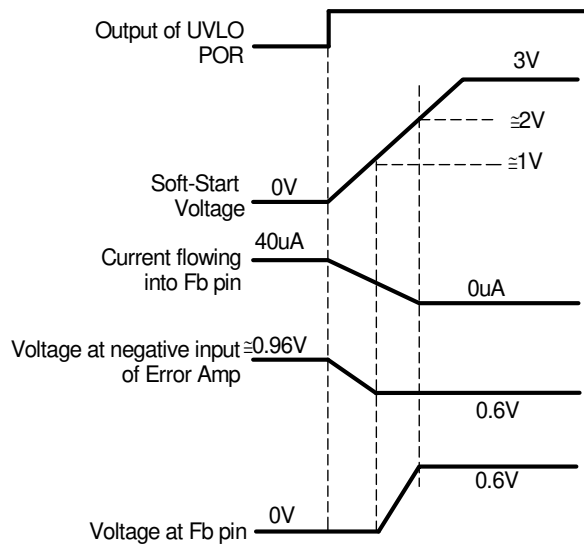 Output of UVLO
POR
3V
≅2V
≅1V
Soft-Start
Voltage
0V
Current flowing
into Fb pin
40uA
0uA
Voltage at negative input
of Error Amp
≅0.96V
0.6V
Voltage at Fb pin
0V
0.6V